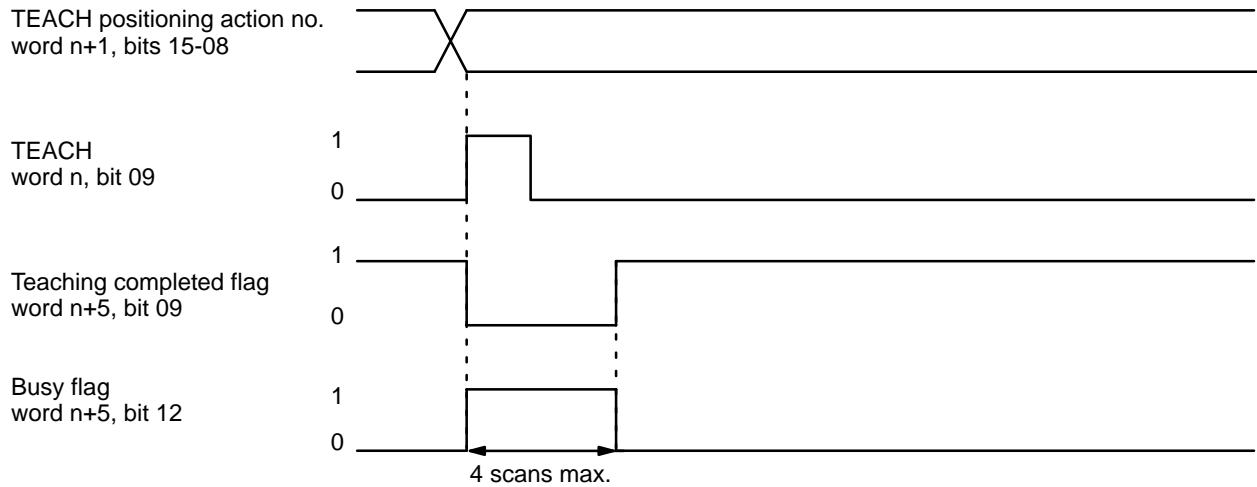 TEACH positioning action no.
word n+1, bits 15-08
TEACH
word n, bit 09
1
0
Teaching completed flag
word n+5, bit 09
1
0
Busy flag
word n+5, bit 12
1
0
4 scans max.